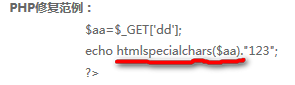 PHP修复范例：
$aa=$_GET['dd'];
echo htmlspecialchars($aa)."123";
?>